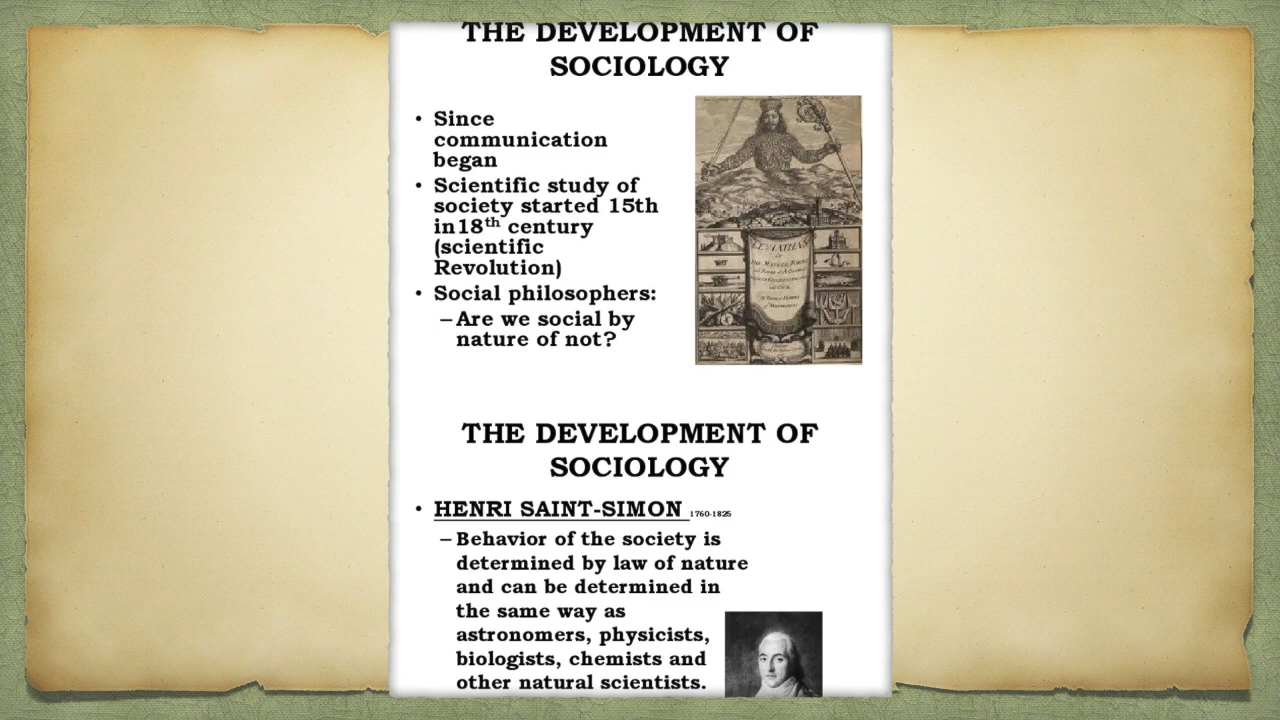 THE DEVELOPMENT OF
SOCIOLOGY
• Since
communication
began
• Scientific study of
society started 15th
in18th century
(scientific
Revolution)
• Social philosophers:
– Are we social by
nature of not?
LEVIATHAN
THE DEVELOPMENT OF
SOCIOLOGY
• HENRI SAINT-SIMON 1760-1825
– Behavior of the society is
determined by law of nature
and can be determined in
the same way as
astronomers, physicists,
biologists, chemists and
other natural scientists.